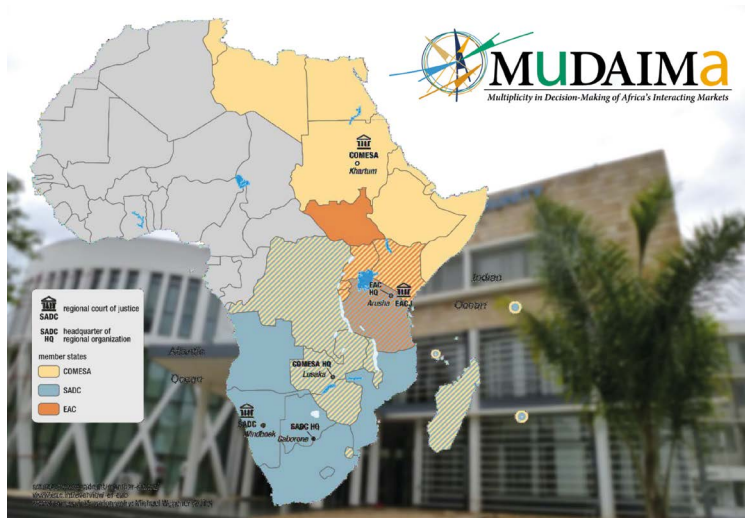 MUDAIMA
Multiplicity in Decision-Making of Africa's Interacting Markets
COMESA
Khartum
Indian
Ocean
EAC
HQ
Arusha
EACJ
SADC
regional court of justice
SADC
HQ
headquarter of
regional organization
member states
COMESA
SADC
EAC
Atlantic
Ocean
COMESA HQ
Lusaka
SADC
Windhoek
SADC HQ
Gaborone